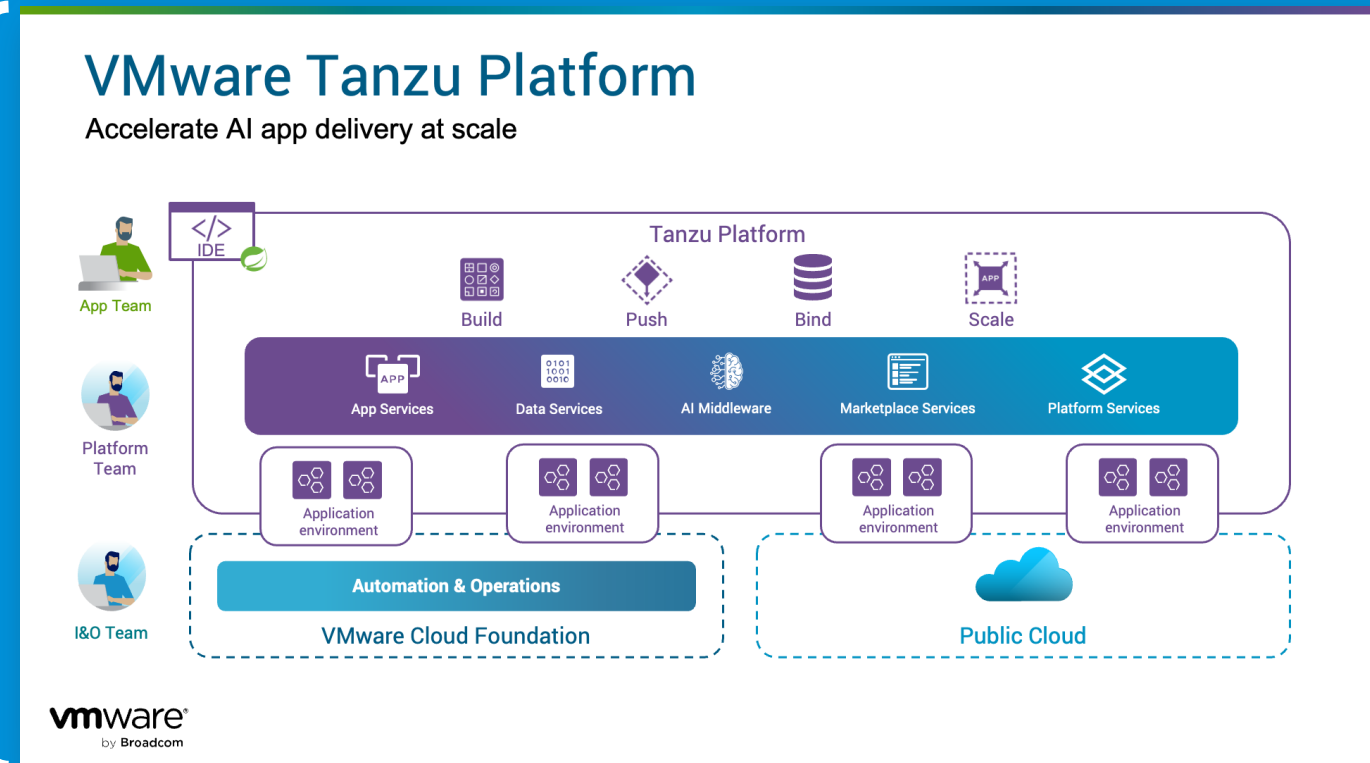 VMware Tanzu Platform
Accelerate AI app delivery at scale
</>
IDE
Tanzu Platform
App Team
APP
Build
Push
Bind
Scale
APP
0101
1001
0010
App Services
Data Services
AI Middleware
Marketplace Services
Platform Services
Platform
Team
Application
environment
Application
environment
Application
environment
Application
environment
Automation & Operations
I&O Team
VMware Cloud Foundation
Public Cloud
vmware®
by Broadcom